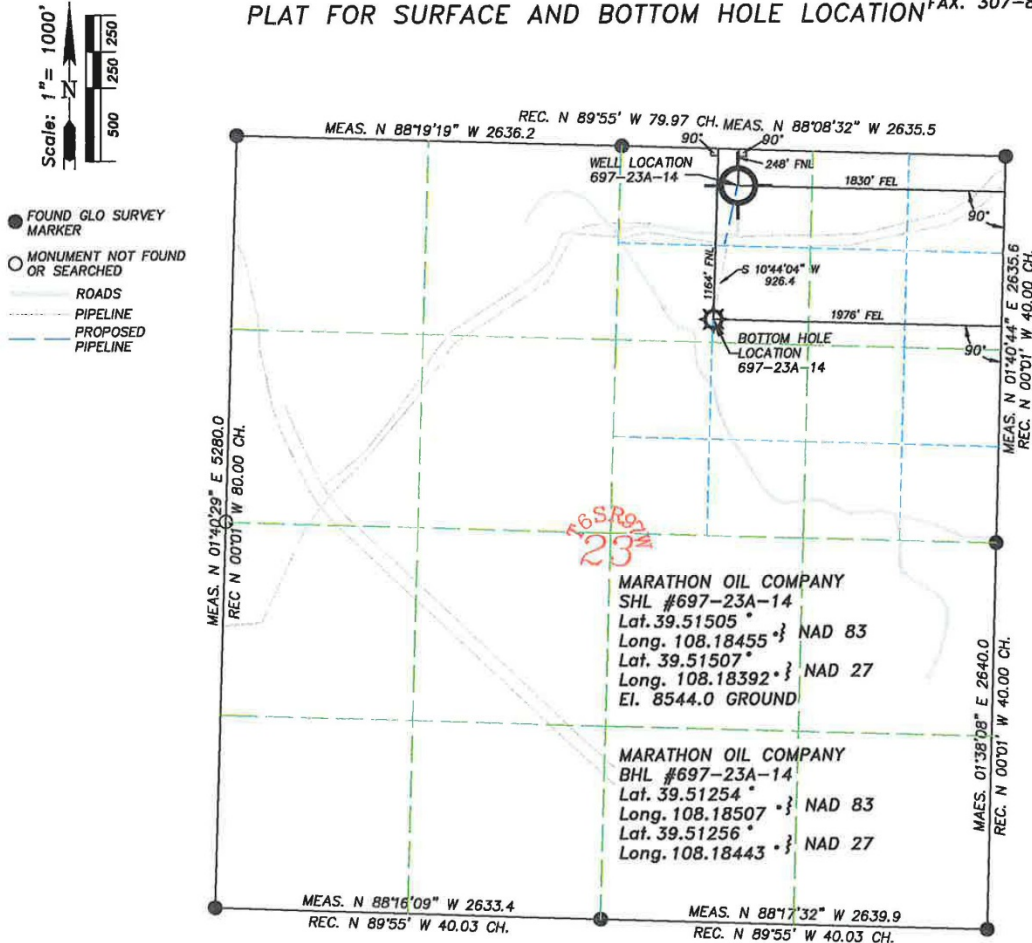 PLAT FOR SURFACE AND BOTTOM HOLE LOCATION
FAX. 307-8
Scale: 1"= 1000'
N
500
250
250
FOUND GLO SURVEY
MARKER
MONUMENT NOT FOUND
OR SEARCHED
ROADS
PIPELINE
PROPOSED
PIPELINE
REC. N 89°55' W 79.97 CH.
MEAS. N 88°19'19" W 2636.2
MEAS. N 88°08'32" W 2635.5
90°
90°
WELL LOCATION
697-23A-14
248' FNL
1830' FEL
90°
1164' FNL
S 10°44'04" W
926.4
1976' FEL
90°
BOTTOM HOLE
LOCATION
697-23A-14
MEAS. N 01°40'44" E 2635.6
REC. N 00°01' W 40.00 CH.
MEAS. N 01°40'29" E 5280.0
REC N 00°01' W 80.00 CH.
T6SR97W
23
MARATHON OIL COMPANY
SHL #697-23A-14
Lat. 39.51505°
Long. 108.18455° } NAD 83
Lat. 39.51507°
Long. 108.18392° } NAD 27
El. 8544.0 GROUND
MARATHON OIL COMPANY
BHL #697-23A-14
Lat. 39.51254°
Long. 108.18507° } NAD 83
Lat. 39.51256°
Long. 108.18443° } NAD 27
MAES. 01°38'08" E 2640.0
REC. N 00°01' W 40.00 CH.
MEAS. N 88°16'09" W 2633.4
REC. N 89°55' W 40.03 CH.
MEAS. N 88°17'32" W 2639.9
REC. N 89°55' W 40.03 CH.